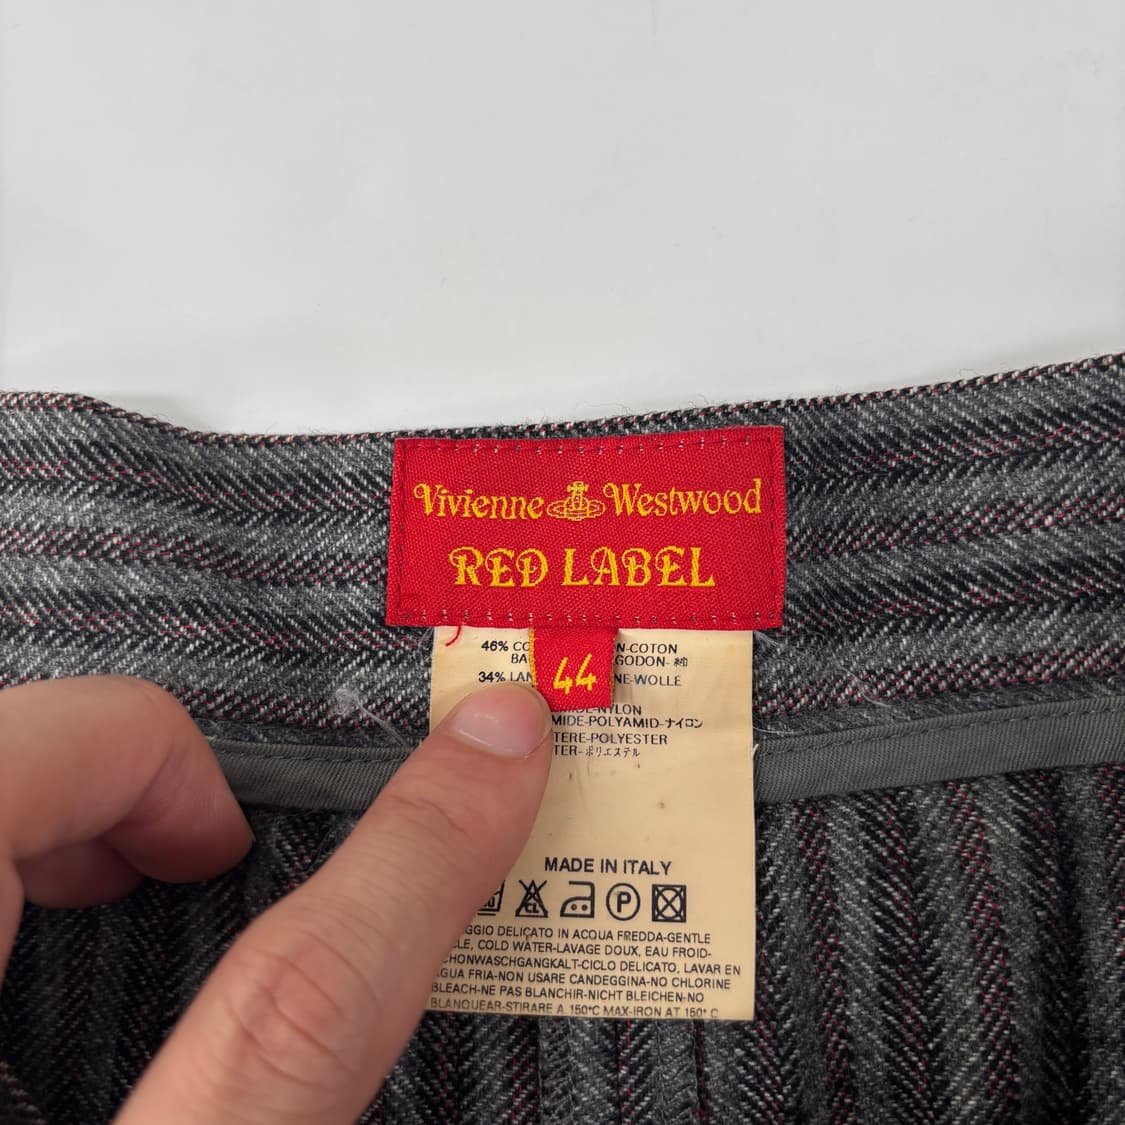 Vivienne Westwood
RED LABEL
44
46% CO N-COTON
BA GODON-綿
34% LAN NE-WOLLE
IDE-NYLON
MIDE-POLYAMID-ナイロン
TERE-POLYESTER
TER-ポリエステル
MADE IN ITALY
CL P
GGIO DELICATO IN ACQUA FREDDA-GENTLE
CLE, COLD WATER-LAVAGE DOUX, EAU FROID-
CHONWASCHGANGKALT-CICLO DELICATO, LAVAR EN
AGUA FRIA-NON USARE CANDEGGINA-NO CHLORINE
BLEACH-NE PAS BLANCHIR-NICHT BLEICHEN-NO
BLANQUEAR-STIRARE A 150°C MAX-IRON AT 150° C